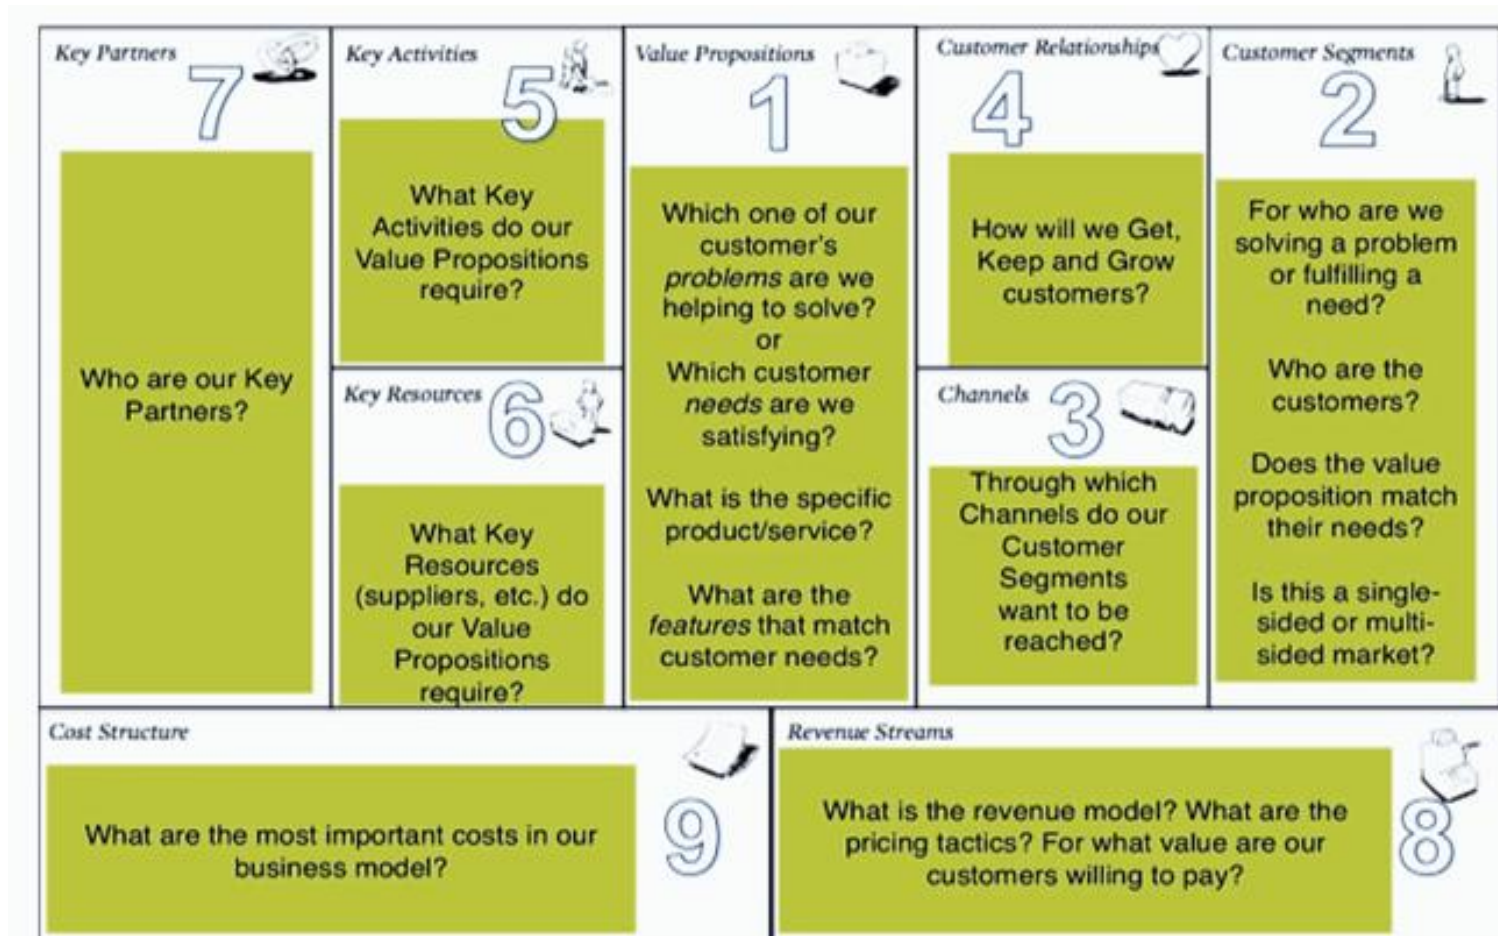 Key Partners
7
Who are our Key
Partners?
Key Activities
5
What Key
Activities do our
Value Propositions
require?
Key Resources
6
What Key
Resources
(suppliers, etc.) do
our Value
Propositions
require?
Value Propositions
1
Which one of our
customer's
problems are we
helping to solve?
or
Which customer
needs are we
satisfying?
What is the specific
product/service?
What are the
features that match
customer needs?
Customer Relationships
4
How will we Get,
Keep and Grow
customers?
Channels
3
Through which
Channels do our
Customer
Segments
want to be
reached?
Customer Segments
2
For who are we
solving a problem
or fulfilling a
need?
Who are the
customers?
Does the value
proposition match
their needs?
Is this a single-
sided or multi-
sided market?
Cost Structure
9
What are the most important costs in our
business model?
Revenue Streams
8
What is the revenue model? What are the
pricing tactics? For what value are our
customers willing to pay?